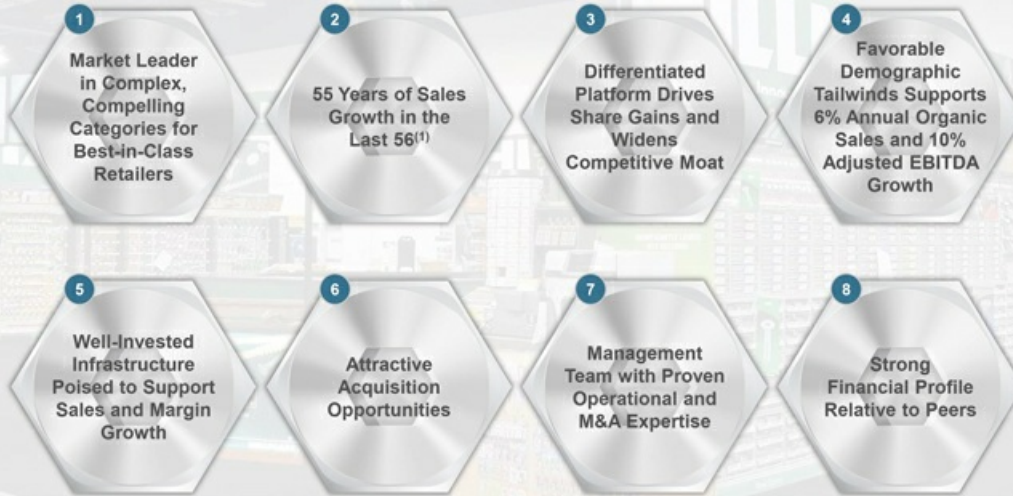 1
Market Leader
in Complex,
Compelling
Categories for
Best-in-Class
Retailers
2
55 Years of Sales
Growth in the
Last 56(1)
3
Differentiated
Platform Drives
Share Gains and
Widens
Competitive Moat
4
Favorable
Demographic
Tailwinds Supports
6% Annual Organic
Sales and 10%
Adjusted EBITDA
Growth
5
Well-Invested
Infrastructure
Poised to Support
Sales and Margin
Growth
6
Attractive
Acquisition
Opportunities
7
Management
Team with Proven
Operational and
M&A Expertise
8
Strong
Financial Profile
Relative to Peers